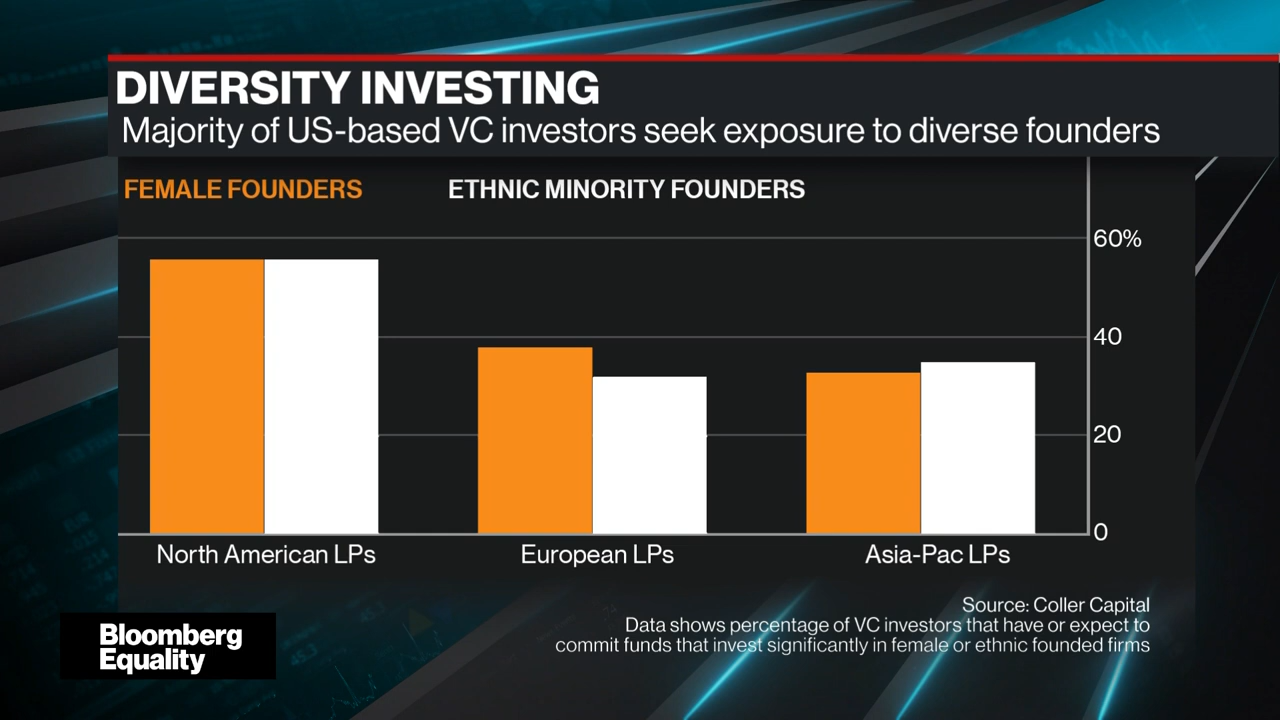 DIVERSITY INVESTING
Majority of US-based VC investors seek exposure to diverse founders
FEMALE FOUNDERS
ETHNIC MINORITY FOUNDERS
60%
40
20
0
North American LPs
European LPs
Asia-Pac LPs
Source: Coller Capital
Data shows percentage of VC investors that have or expect to
commit funds that invest significantly in female or ethnic founded firms
Bloomberg
Equality